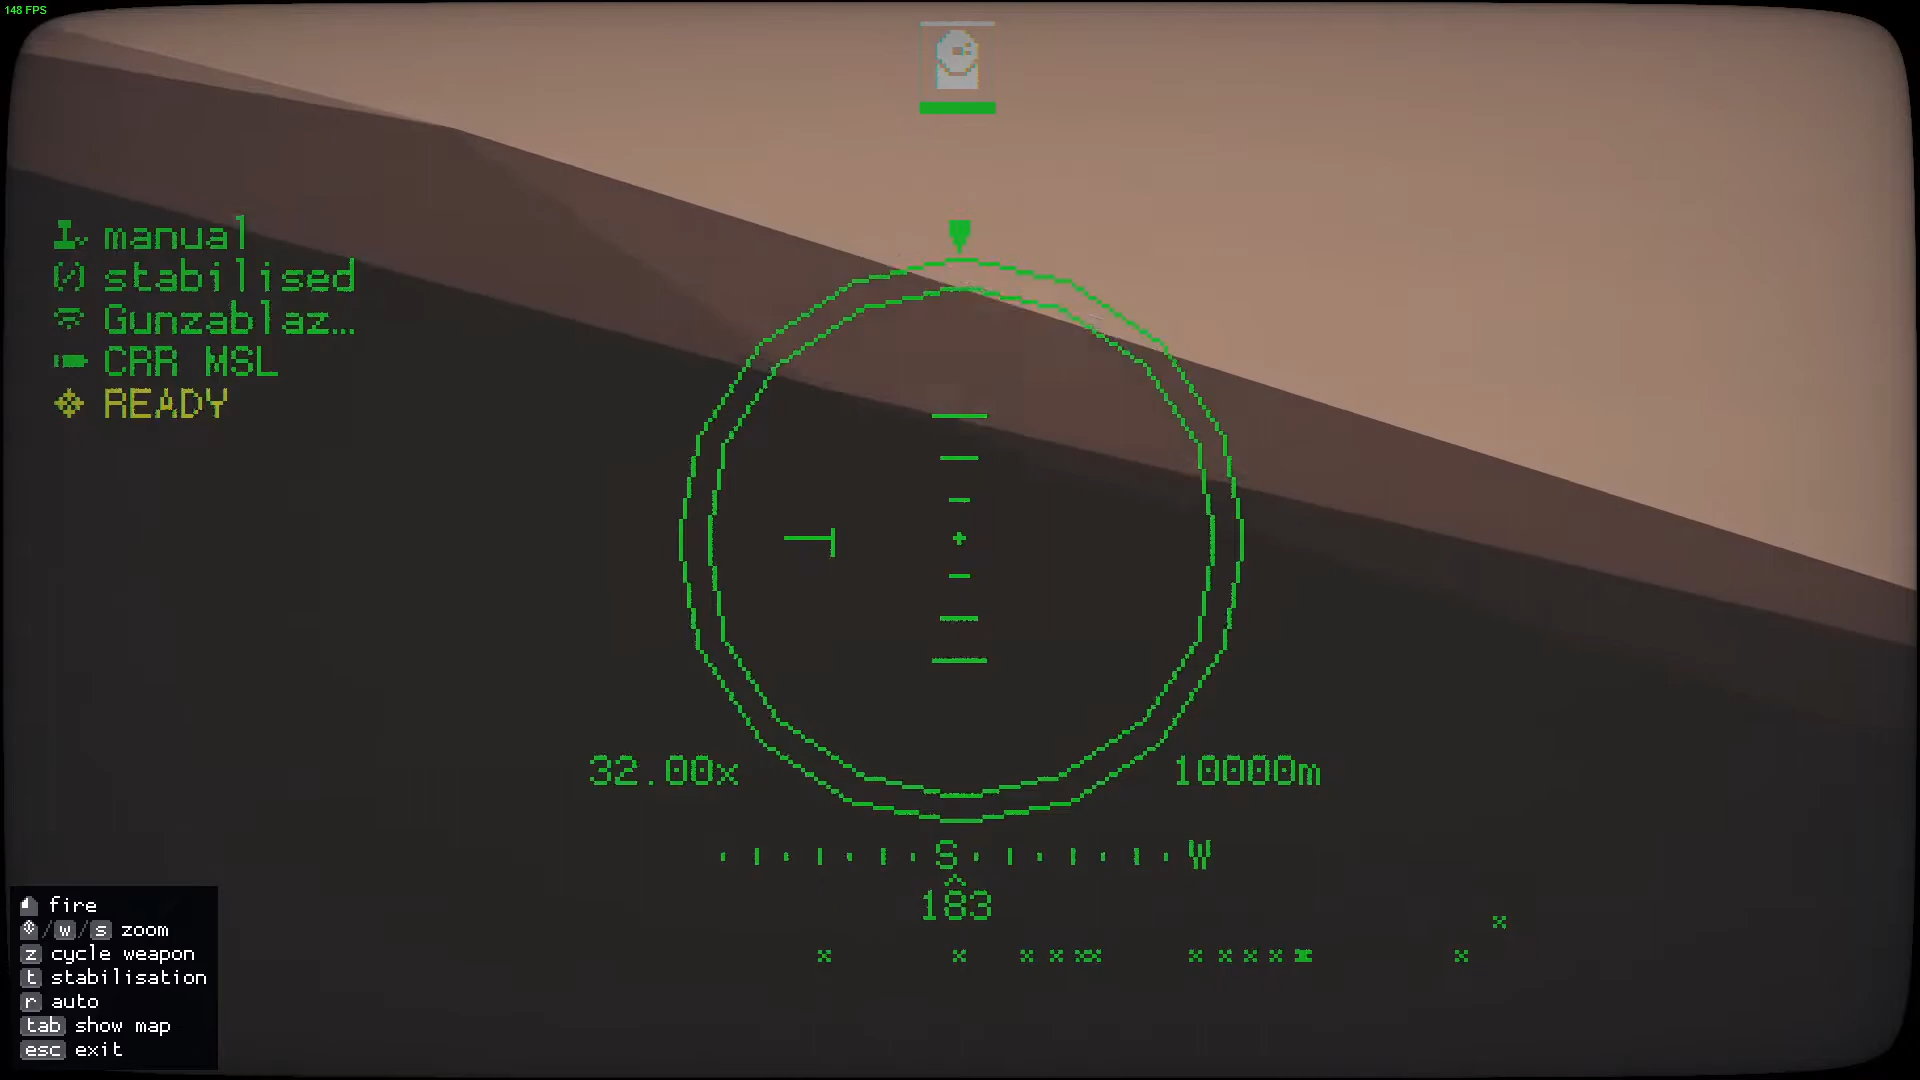 148 FPS
manual
stabilised
Gunzablaz...
CRR MSL
READY
32.00x
10000m
S
W
183
fire
/w/s zoom
z cycle weapon
t stabilisation
r auto
tab show map
esc exit